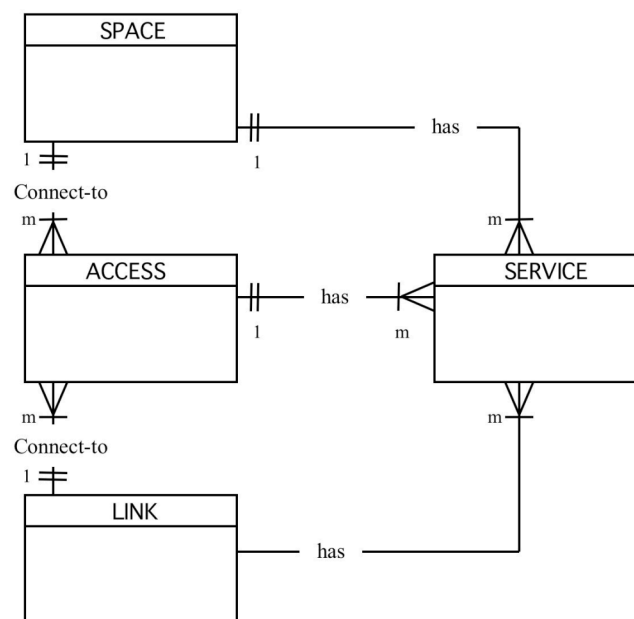 SPACE
has
1
1
Connect-to
m
m
ACCESS
SERVICE
has
1
m
m
m
Connect-to
1
LINK
has